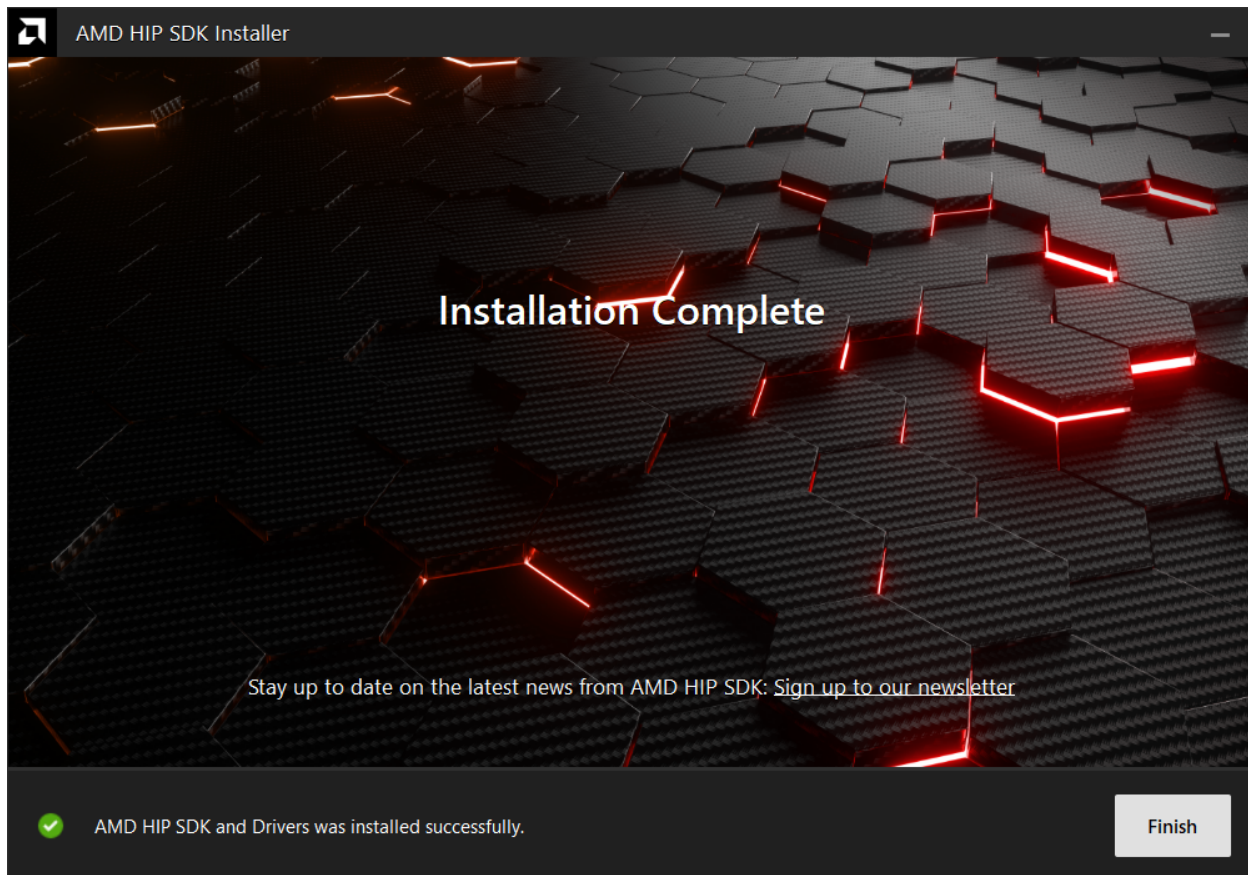 AMD HIP SDK Installer
Installation Complete
Stay up to date on the latest news from AMD HIP SDK: Sign up to our newsletter
AMD HIP SDK and Drivers was installed successfully.
Finish